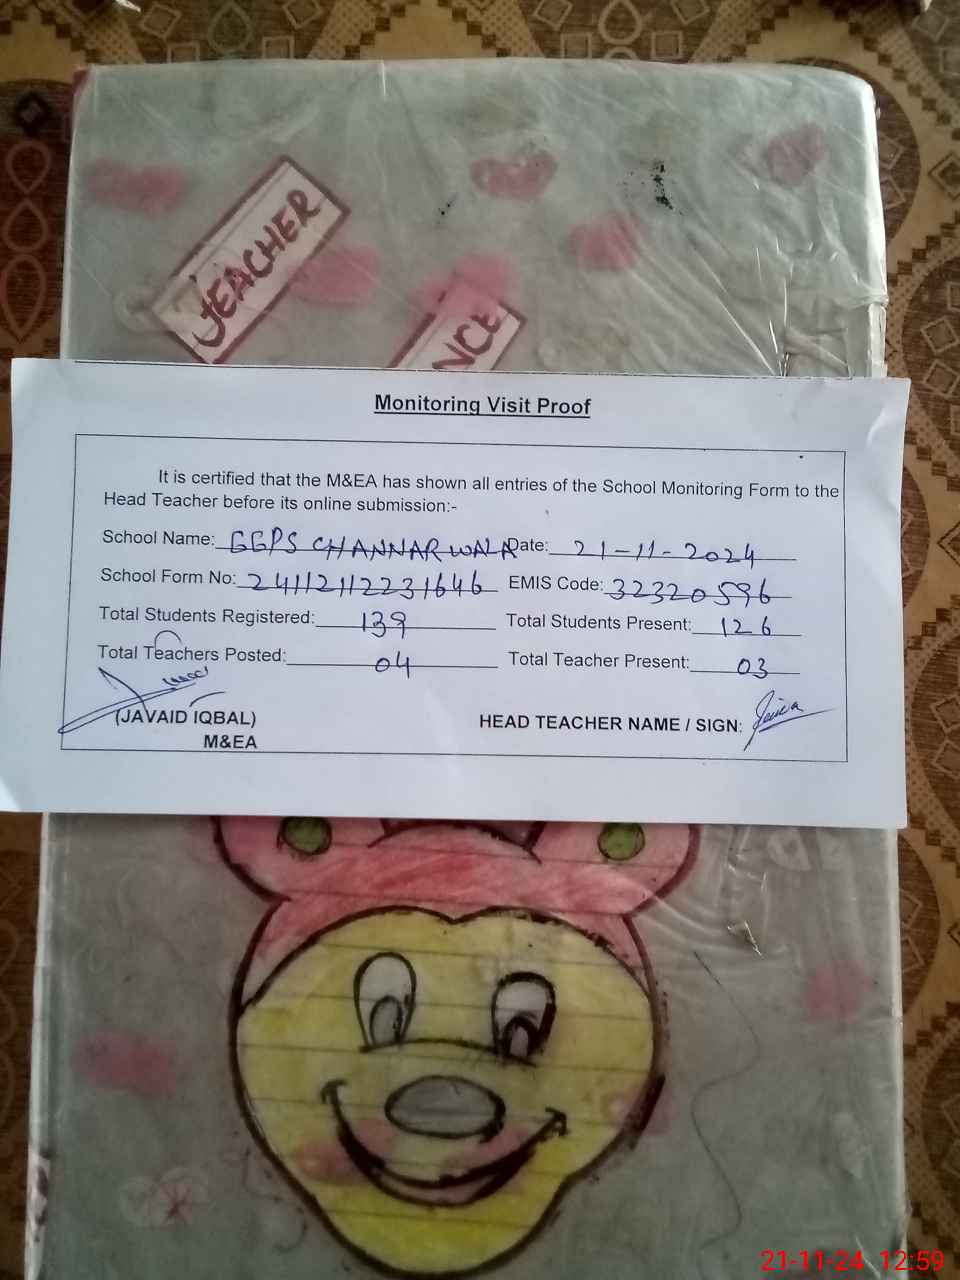 TEACHER
NCE
Monitoring Visit Proof
It is certified that the M&EA has shown all entries of the School Monitoring Form to the
Head Teacher before its online submission:-
School Name: GGPS CHANNAR WALA Date: 21-11-2024
School Form No: 24112112231646 EMIS Code: 32320596
Total Students Registered: 139 Total Students Present: 126
Total Teachers Posted: 04 Total Teacher Present: 03
(JAVAID IQBAL) HEAD TEACHER NAME / SIGN:
M&EA
21-11-24 12:59